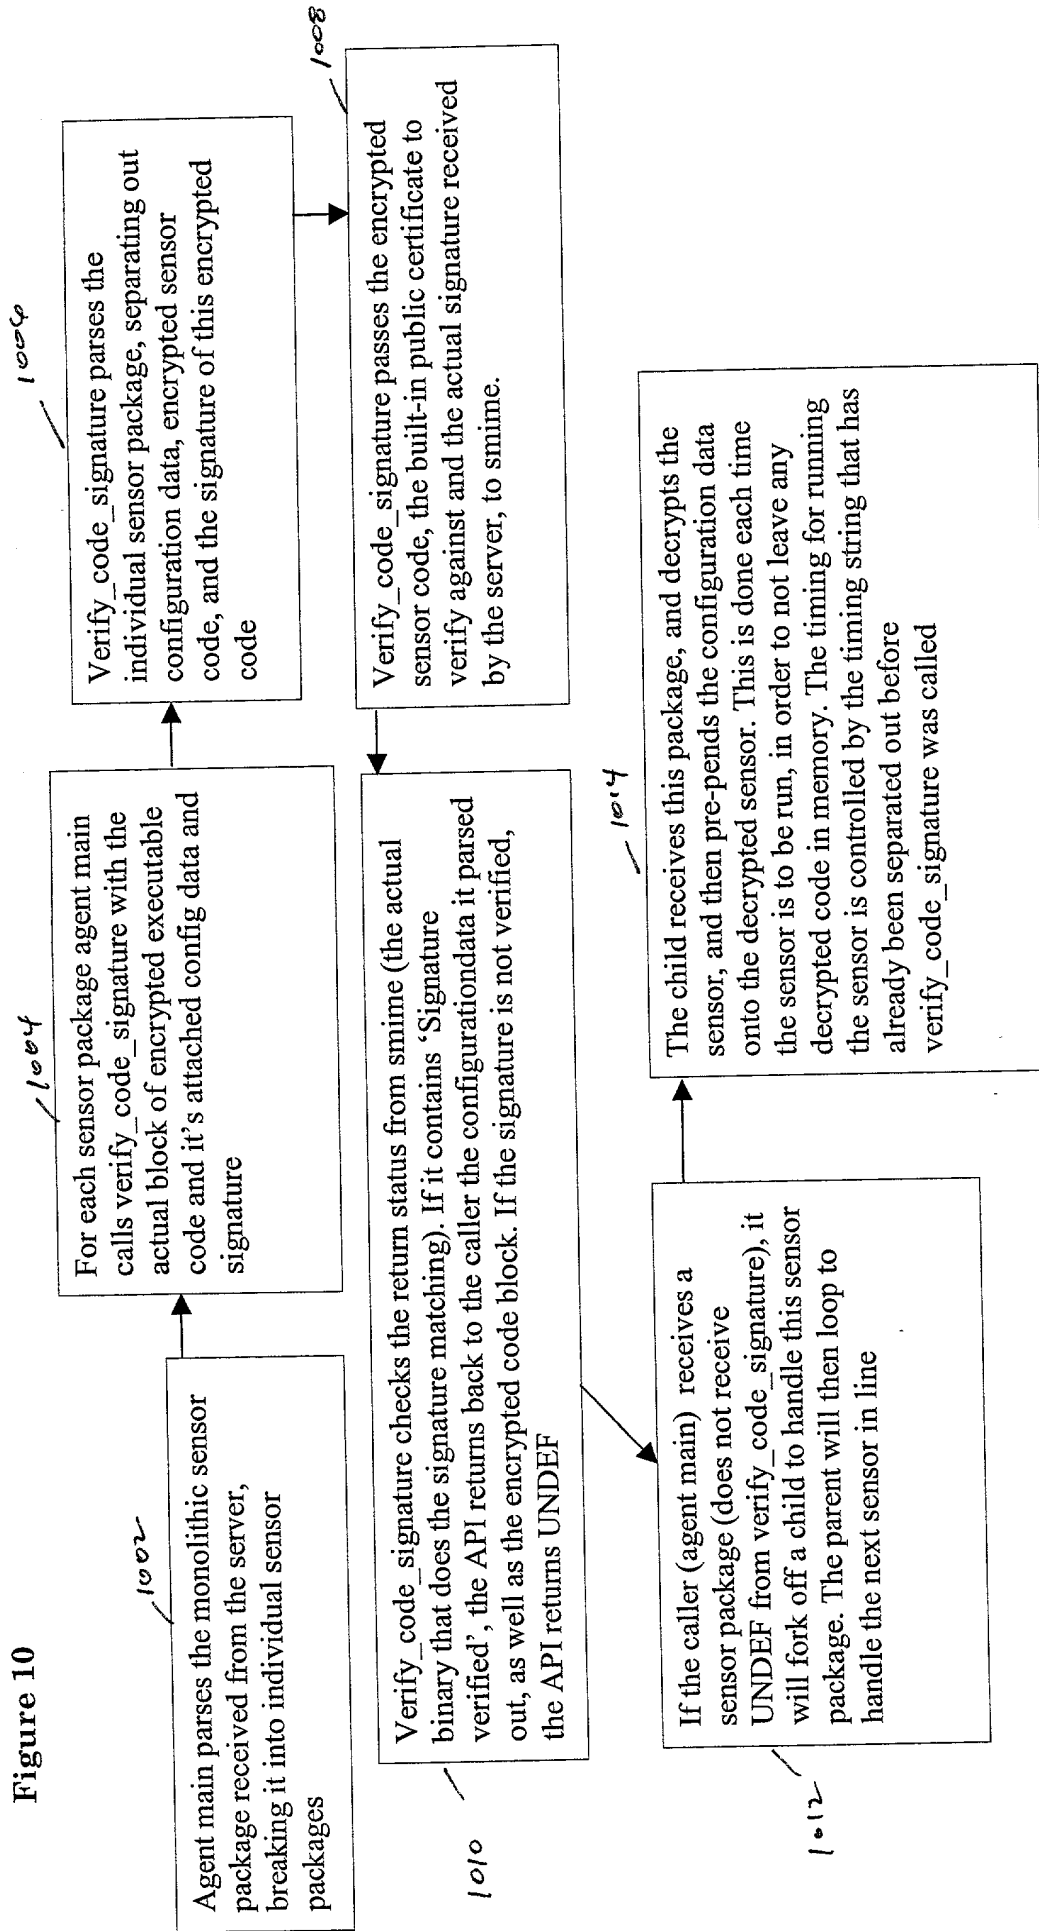 Figure 10
1002
Agent main parses the monolithic sensor
package received from the server,
breaking it into individual sensor
packages
1004
For each sensor package agent main
calls verify_code_signature with the
actual block of encrypted executable
code and it's attached config data and
signature
1006
Verify_code_signature parses the
individual sensor package, separating out
configuration data, encrypted sensor
code, and the signature of this encrypted
code
1008
Verify_code_signature passes the encrypted
sensor code, the built-in public certificate to
verify against and the actual signature received
by the server, to smime.
1010
Verify_code_signature checks the return status from smime (the actual
binary that does the signature matching). If it contains ‘Signature
verified’, the API returns back to the caller the configurationdata it parsed
out, as well as the encrypted code block. If the signature is not verified,
the API returns UNDEF
1012
If the caller (agent main) receives a
sensor package (does not receive
UNDEF from verify_code_signature), it
will fork off a child to handle this sensor
package. The parent will then loop to
handle the next sensor in line
1014
The child receives this package, and decrypts the
sensor, and then pre-pends the configuration data
onto the decrypted sensor. This is done each time
the sensor is to be run, in order to not leave any
decrypted code in memory. The timing for running
the sensor is controlled by the timing string that has
already been separated out before
verify_code_signature was called